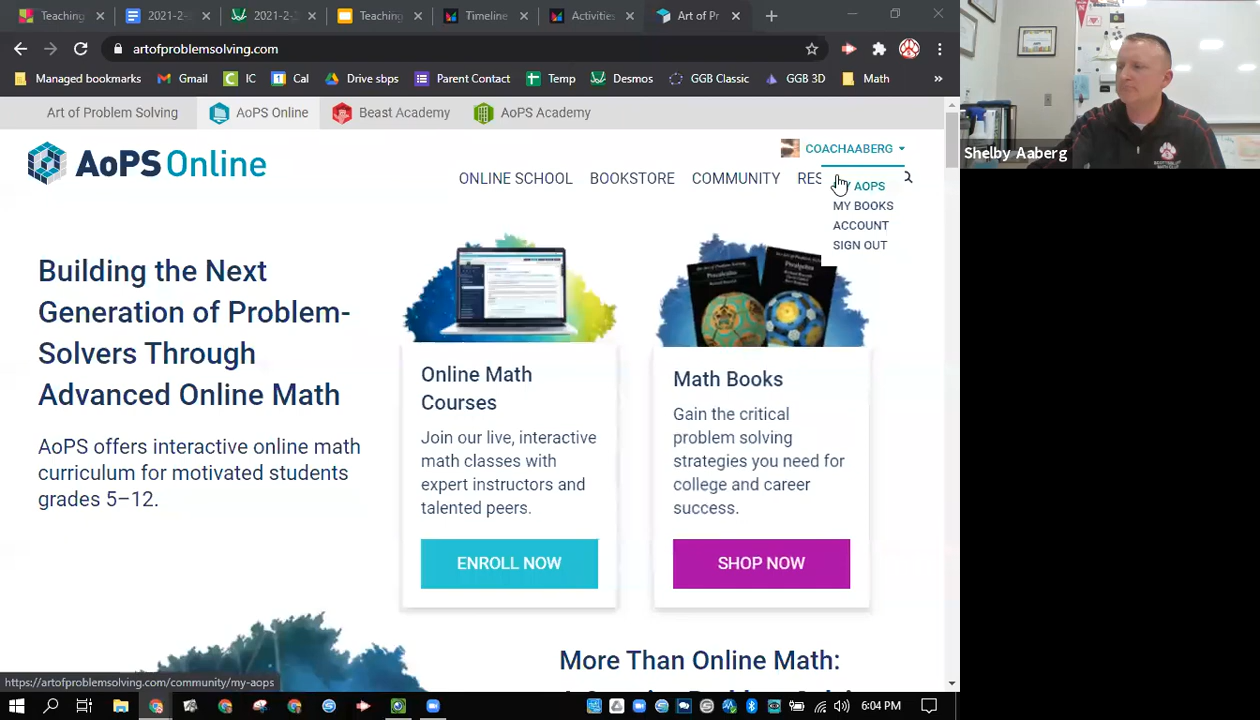 Teaching
2021-2-
2021-2-2
Teaching
Timeline
Activities
Art of Pr
artofproblemsolving.com
Managed bookmarks
Gmail
IC
Cal
Drive sbps
Parent Contact
Temp
Desmos
GGB Classic
GGB 3D
Math
»
Art of Problem Solving
AoPS Online
Beast Academy
AoPS Academy
AoPS Online
COACHAABERG
ONLINE SCHOOL
BOOKSTORE
COMMUNITY
RES
AOPS
MY BOOKS
ACCOUNT
SIGN OUT
Building the Next
Generation of Problem-
Solvers Through
Advanced Online Math
AoPS offers interactive online math
curriculum for motivated students
grades 5–12.
Online Math
Courses
Join our live, interactive
math classes with
expert instructors and
talented peers.
ENROLL NOW
Math Books
Gain the critical
problem solving
strategies you need for
college and career
success.
SHOP NOW
More Than Online Math:
https://artofproblemsolving.com/community/my-aops
6:04 PM
Shelby Aaberg